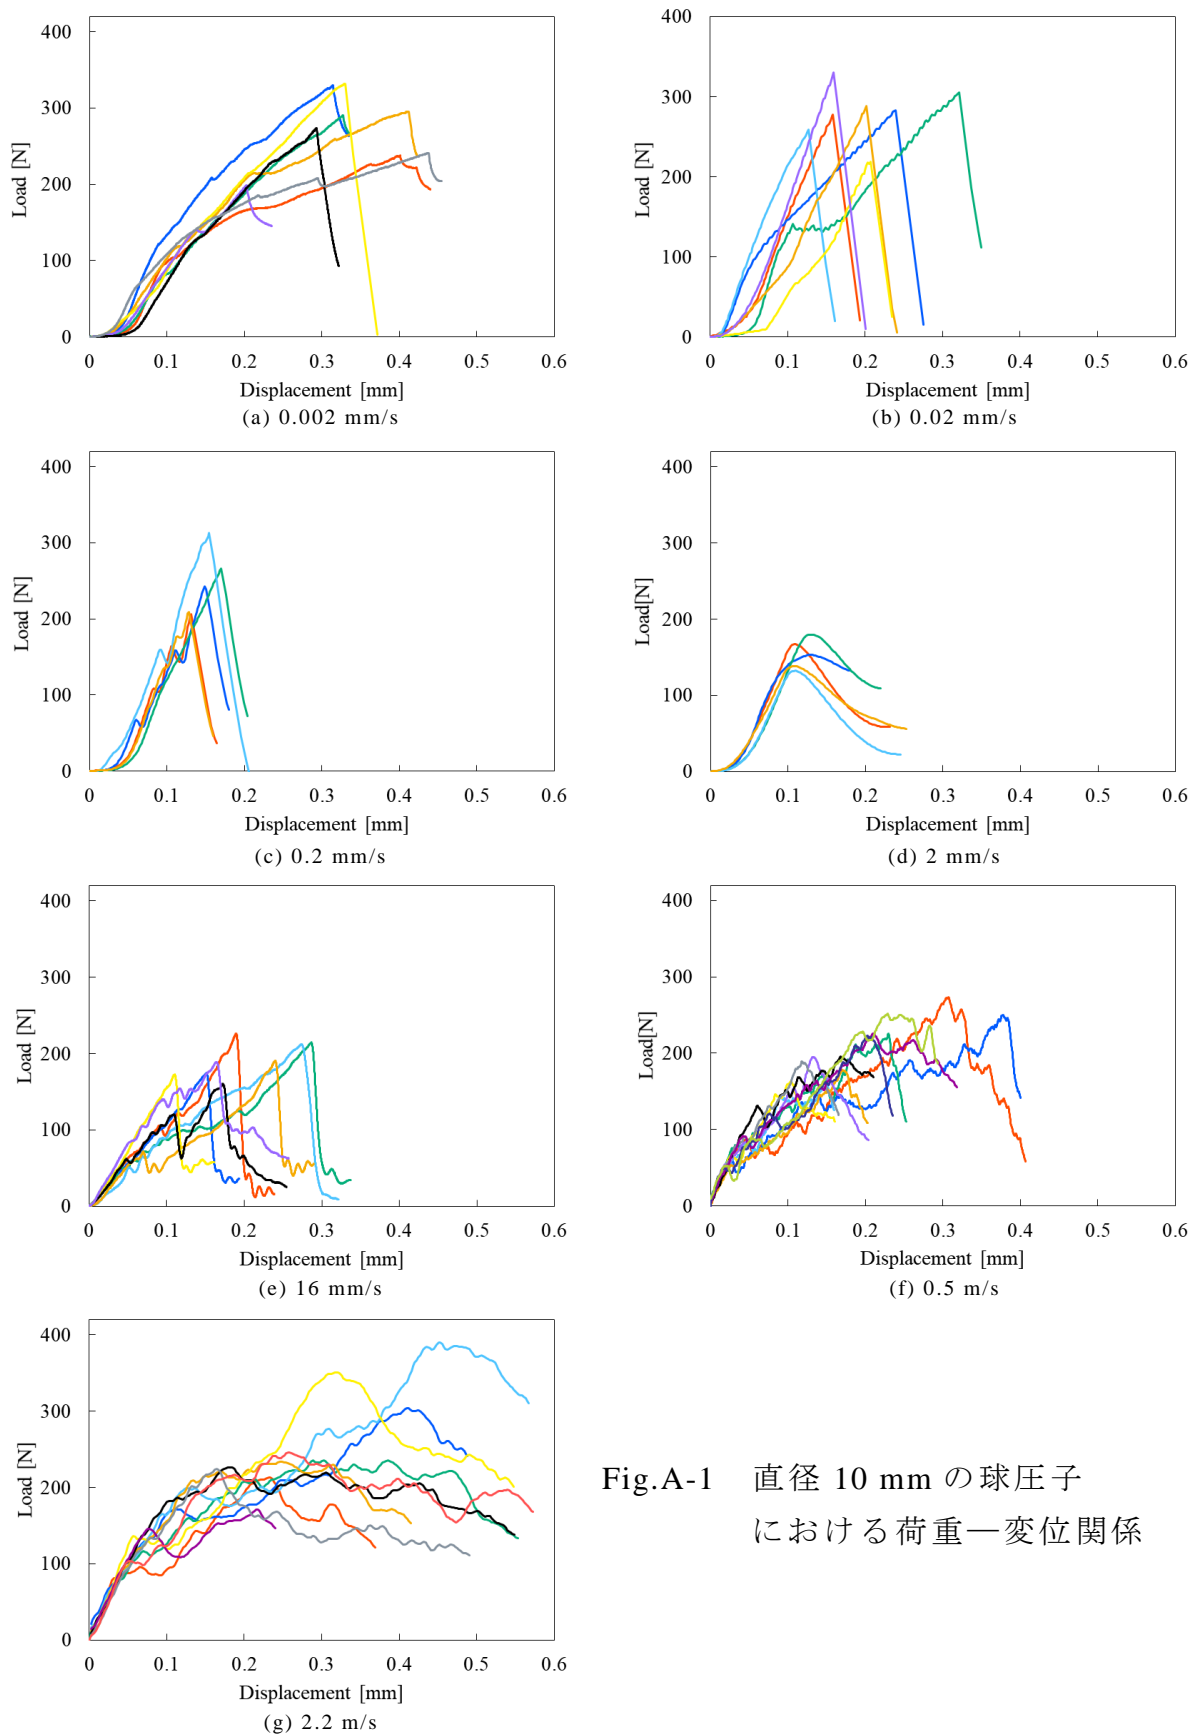 400
300
200
100
0
Load [N]
0 0.1 0.2 0.3 0.4 0.5 0.6
Displacement [mm]
(a) 0.002 mm/s
400
300
200
100
0
Load [N]
0 0.1 0.2 0.3 0.4 0.5 0.6
Displacement [mm]
(b) 0.02 mm/s
400
300
200
100
0
Load [N]
0 0.1 0.2 0.3 0.4 0.5 0.6
Displacement [mm]
(c) 0.2 mm/s
400
300
200
100
0
Load[N]
0 0.1 0.2 0.3 0.4 0.5 0.6
Displacement [mm]
(d) 2 mm/s
400
300
200
100
0
Load [N]
0 0.1 0.2 0.3 0.4 0.5 0.6
Displacement [mm]
(e) 16 mm/s
400
300
200
100
0
Load[N]
0 0.1 0.2 0.3 0.4 0.5 0.6
Displacement [mm]
(f) 0.5 m/s
400
300
200
100
0
Load [N]
0 0.1 0.2 0.3 0.4 0.5 0.6
Displacement [mm]
(g) 2.2 m/s
Fig.A-1 直径 10 mm の球圧子
における荷重―変位関係